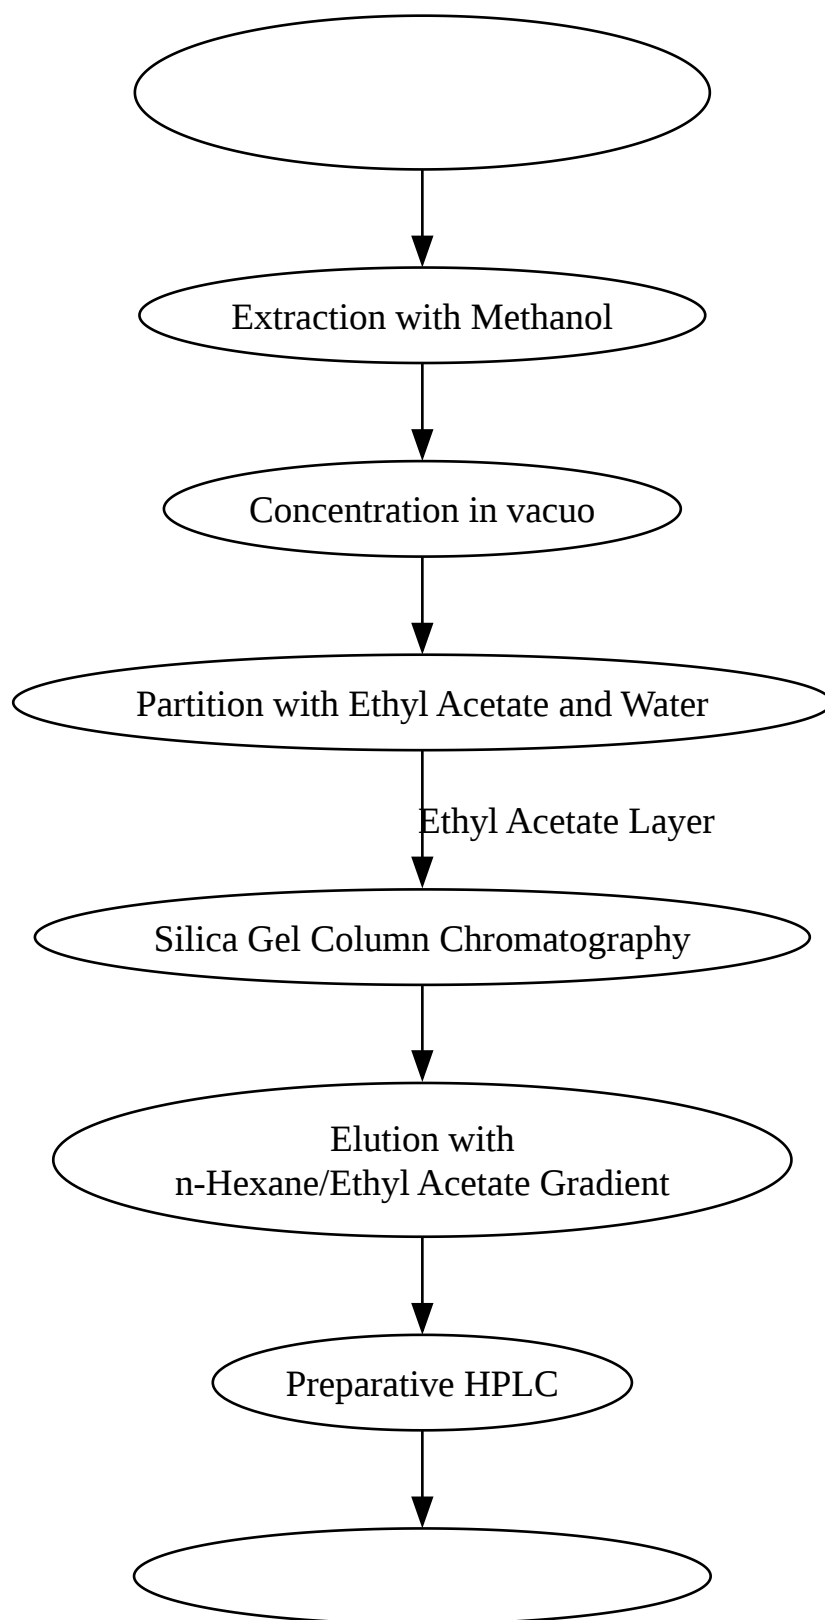 Extraction with Methanol
Concentration in vacuo
Partition with Ethyl Acetate and Water
Ethyl Acetate Layer
Silica Gel Column Chromatography
Elution with
n-Hexane/Ethyl Acetate Gradient
Preparative HPLC